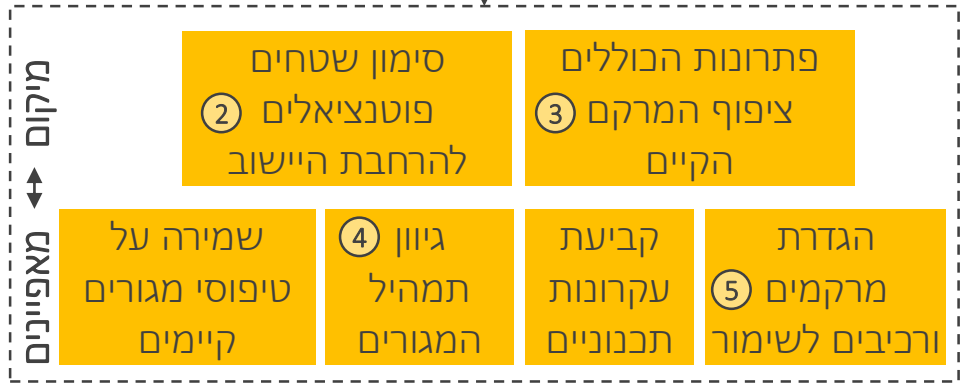 מיקום
פתרונות הכוללים
ציפוף המרקם 3
הקיים
סימון שטחים
פוטנציאלים 2
להרחבת היישוב
מאפיינים
הגדרת
מרקמים 5
ורכיבים לשימור
קביעת
עקרונות
תכנוניים
גיוון 4
תמהיל
המגורים
שמירה על
טיפוסי מגורים
קיימים